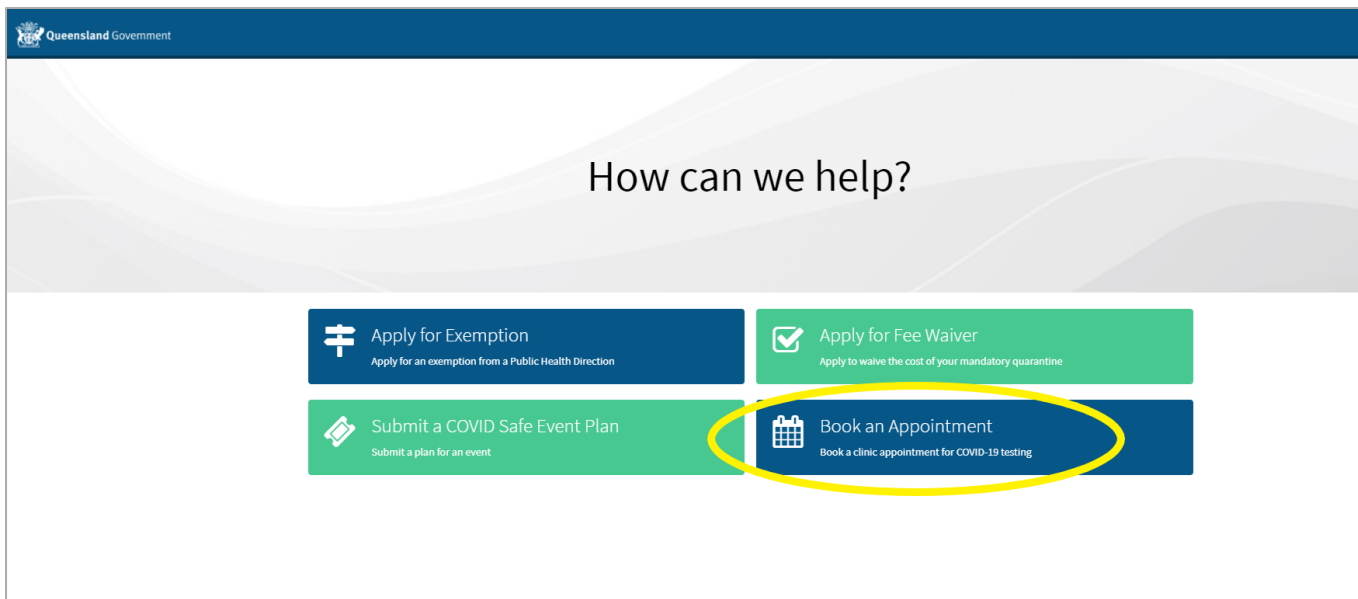 Queensland Government
How can we help?
Apply for Exemption
Apply for an exemption from a Public Health Direction
Apply for Fee Waiver
Apply to waive the cost of your mandatory quarantine
Submit a COVID Safe Event Plan
Submit a plan for an event
Book an Appointment
Book a clinic appointment for COVID-19 testing